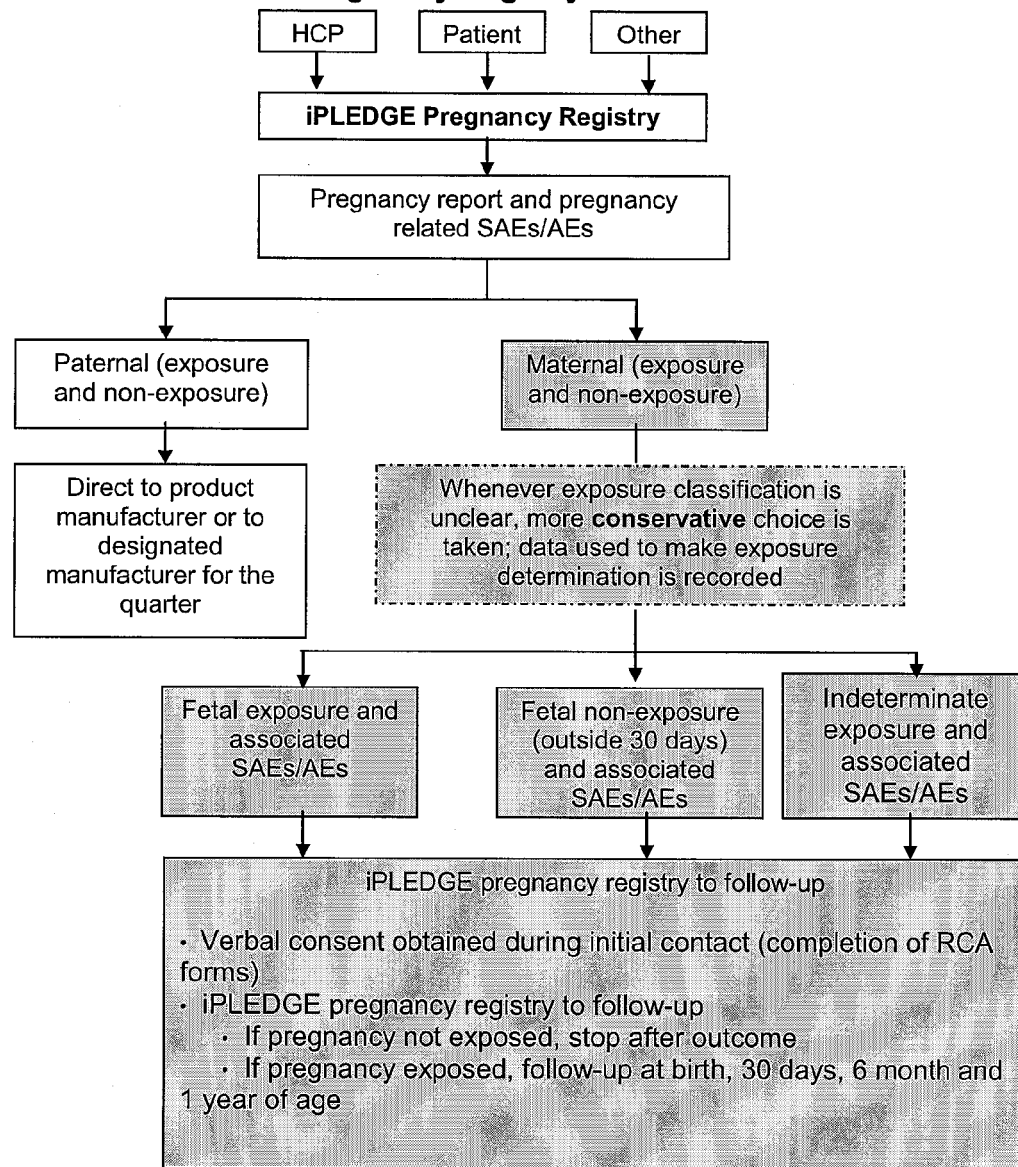 HCP
Patient
Other
iPLEDGE Pregnancy Registry
Pregnancy report and pregnancy
related SAEs/AEs
Paternal (exposure
and non-exposure)
Maternal (exposure
and non-exposure)
Direct to product
manufacturer or to
designated
manufacturer for the
quarter
Whenever exposure classification is
unclear, more conservative choice is
taken; data used to make exposure
determination is recorded
Fetal exposure and
associated
SAEs/AEs
Fetal non-exposure
(outside 30 days)
and associated
SAEs/AEs
Indeterminate
exposure and
associated
SAEs/AEs
iPLEDGE pregnancy registry to follow-up
· Verbal consent obtained during initial contact (completion of RCA
forms)
· iPLEDGE pregnancy registry to follow-up
· If pregnancy not exposed, stop after outcome
· If pregnancy exposed, follow-up at birth, 30 days, 6 month and
1 year of age